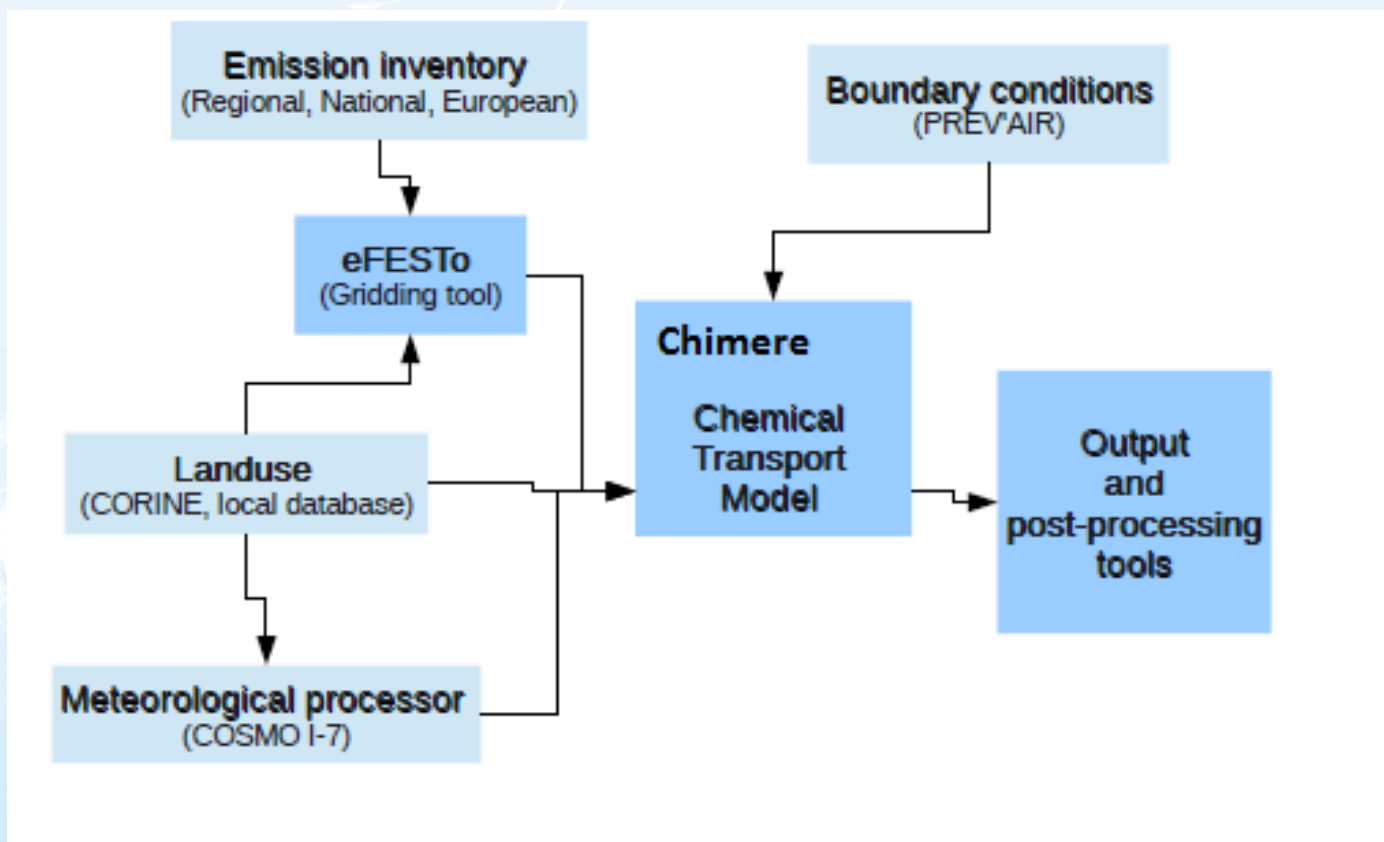 Emission inventory
(Regional, National, European)
Boundary conditions
(PREV'AIR)
eFESTo
(Gridding tool)
Chimere
Chemical
Transport
Model
Output
and
post-processing
tools
Landuse
(CORINE, local database)
Meteorological processor
(COSMO I-7)